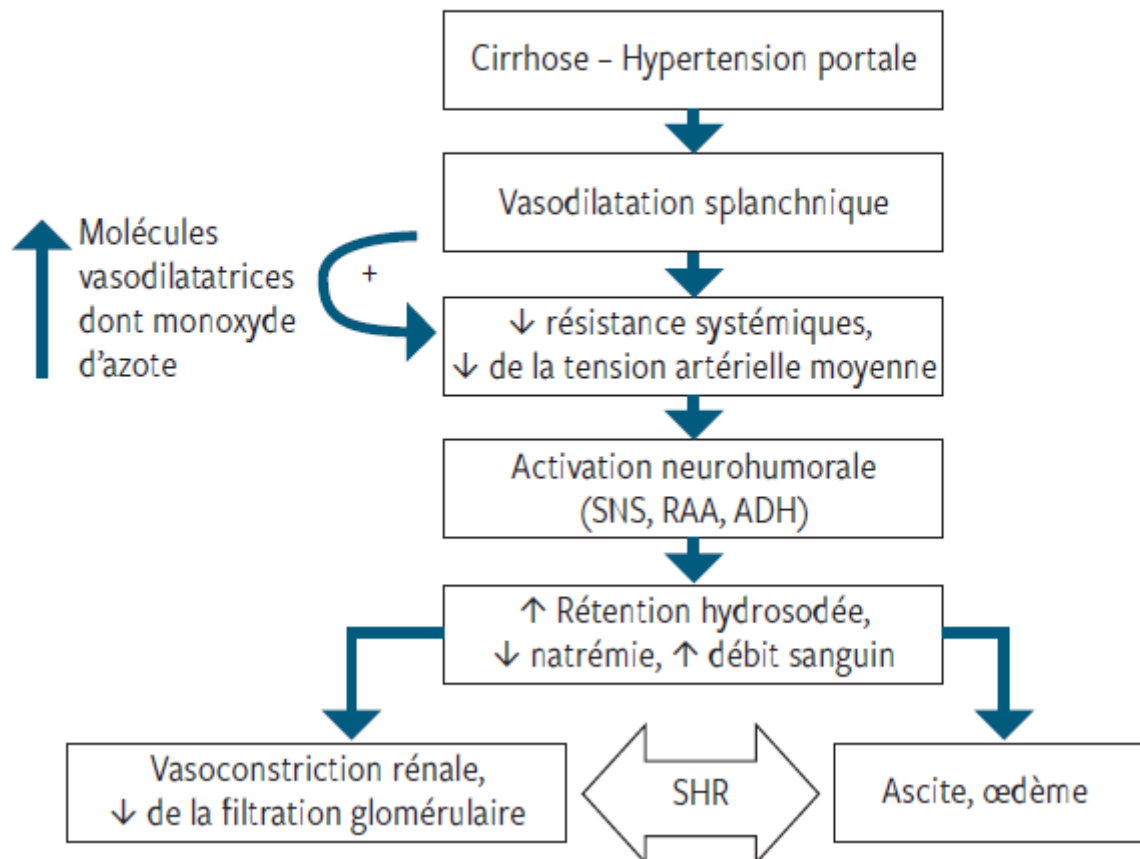 Cirrhose – Hypertension portale
Vasodilatation splanchnique
Molécules
vasodilatatrices
dont monoxyde
d’azote
+
↓ résistance systémiques,
↓ de la tension artérielle moyenne
Activation neurohumorale
(SNS, RAA, ADH)
↑ Rétention hydrosodée,
↓ natrémie, ↑ débit sanguin
Vasoconstriction rénale,
↓ de la filtration glomérulaire
SHR
Ascite, œdème